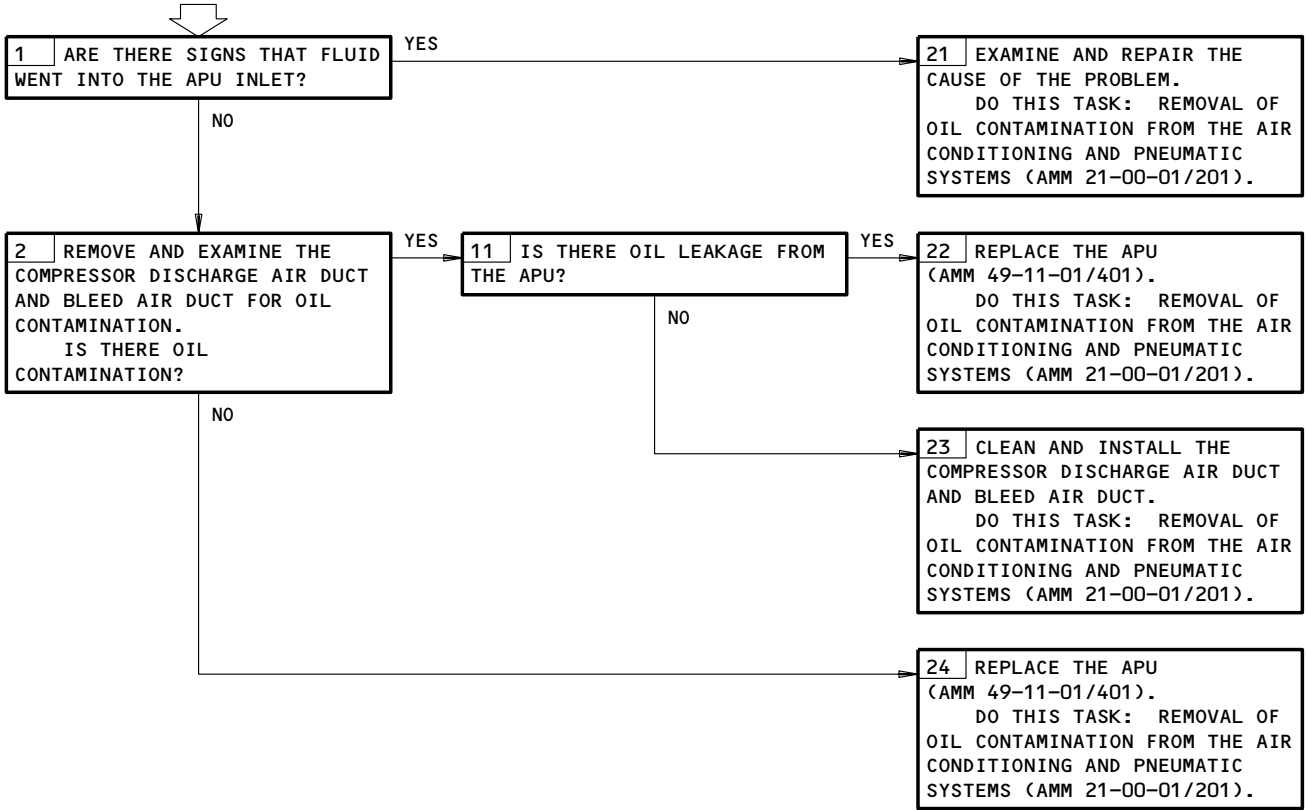 1 ARE THERE SIGNS THAT FLUID
WENT INTO THE APU INLET?
YES
NO
21 EXAMINE AND REPAIR THE
CAUSE OF THE PROBLEM.
DO THIS TASK: REMOVAL OF
OIL CONTAMINATION FROM THE AIR
CONDITIONING AND PNEUMATIC
SYSTEMS (AMM 21-00-01/201).
2 REMOVE AND EXAMINE THE
COMPRESSOR DISCHARGE AIR DUCT
AND BLEED AIR DUCT FOR OIL
CONTAMINATION.
IS THERE OIL
CONTAMINATION?
YES
NO
11 IS THERE OIL LEAKAGE FROM
THE APU?
YES
NO
22 REPLACE THE APU
(AMM 49-11-01/401).
DO THIS TASK: REMOVAL OF
OIL CONTAMINATION FROM THE AIR
CONDITIONING AND PNEUMATIC
SYSTEMS (AMM 21-00-01/201).
23 CLEAN AND INSTALL THE
COMPRESSOR DISCHARGE AIR DUCT
AND BLEED AIR DUCT.
DO THIS TASK: REMOVAL OF
OIL CONTAMINATION FROM THE AIR
CONDITIONING AND PNEUMATIC
SYSTEMS (AMM 21-00-01/201).
24 REPLACE THE APU
(AMM 49-11-01/401).
DO THIS TASK: REMOVAL OF
OIL CONTAMINATION FROM THE AIR
CONDITIONING AND PNEUMATIC
SYSTEMS (AMM 21-00-01/201).